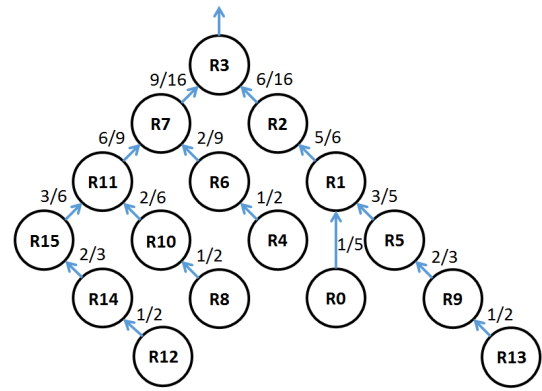 R3
9/16 6/16
R7 R2
6/9 2/9 5/6
R11 R6 R1
3/6 2/6 1/2 3/5
R15 R10 R4 1/5 R5
2/3 1/2 2/3
R14 R8 R0 R9
1/2 1/2
R12 R13